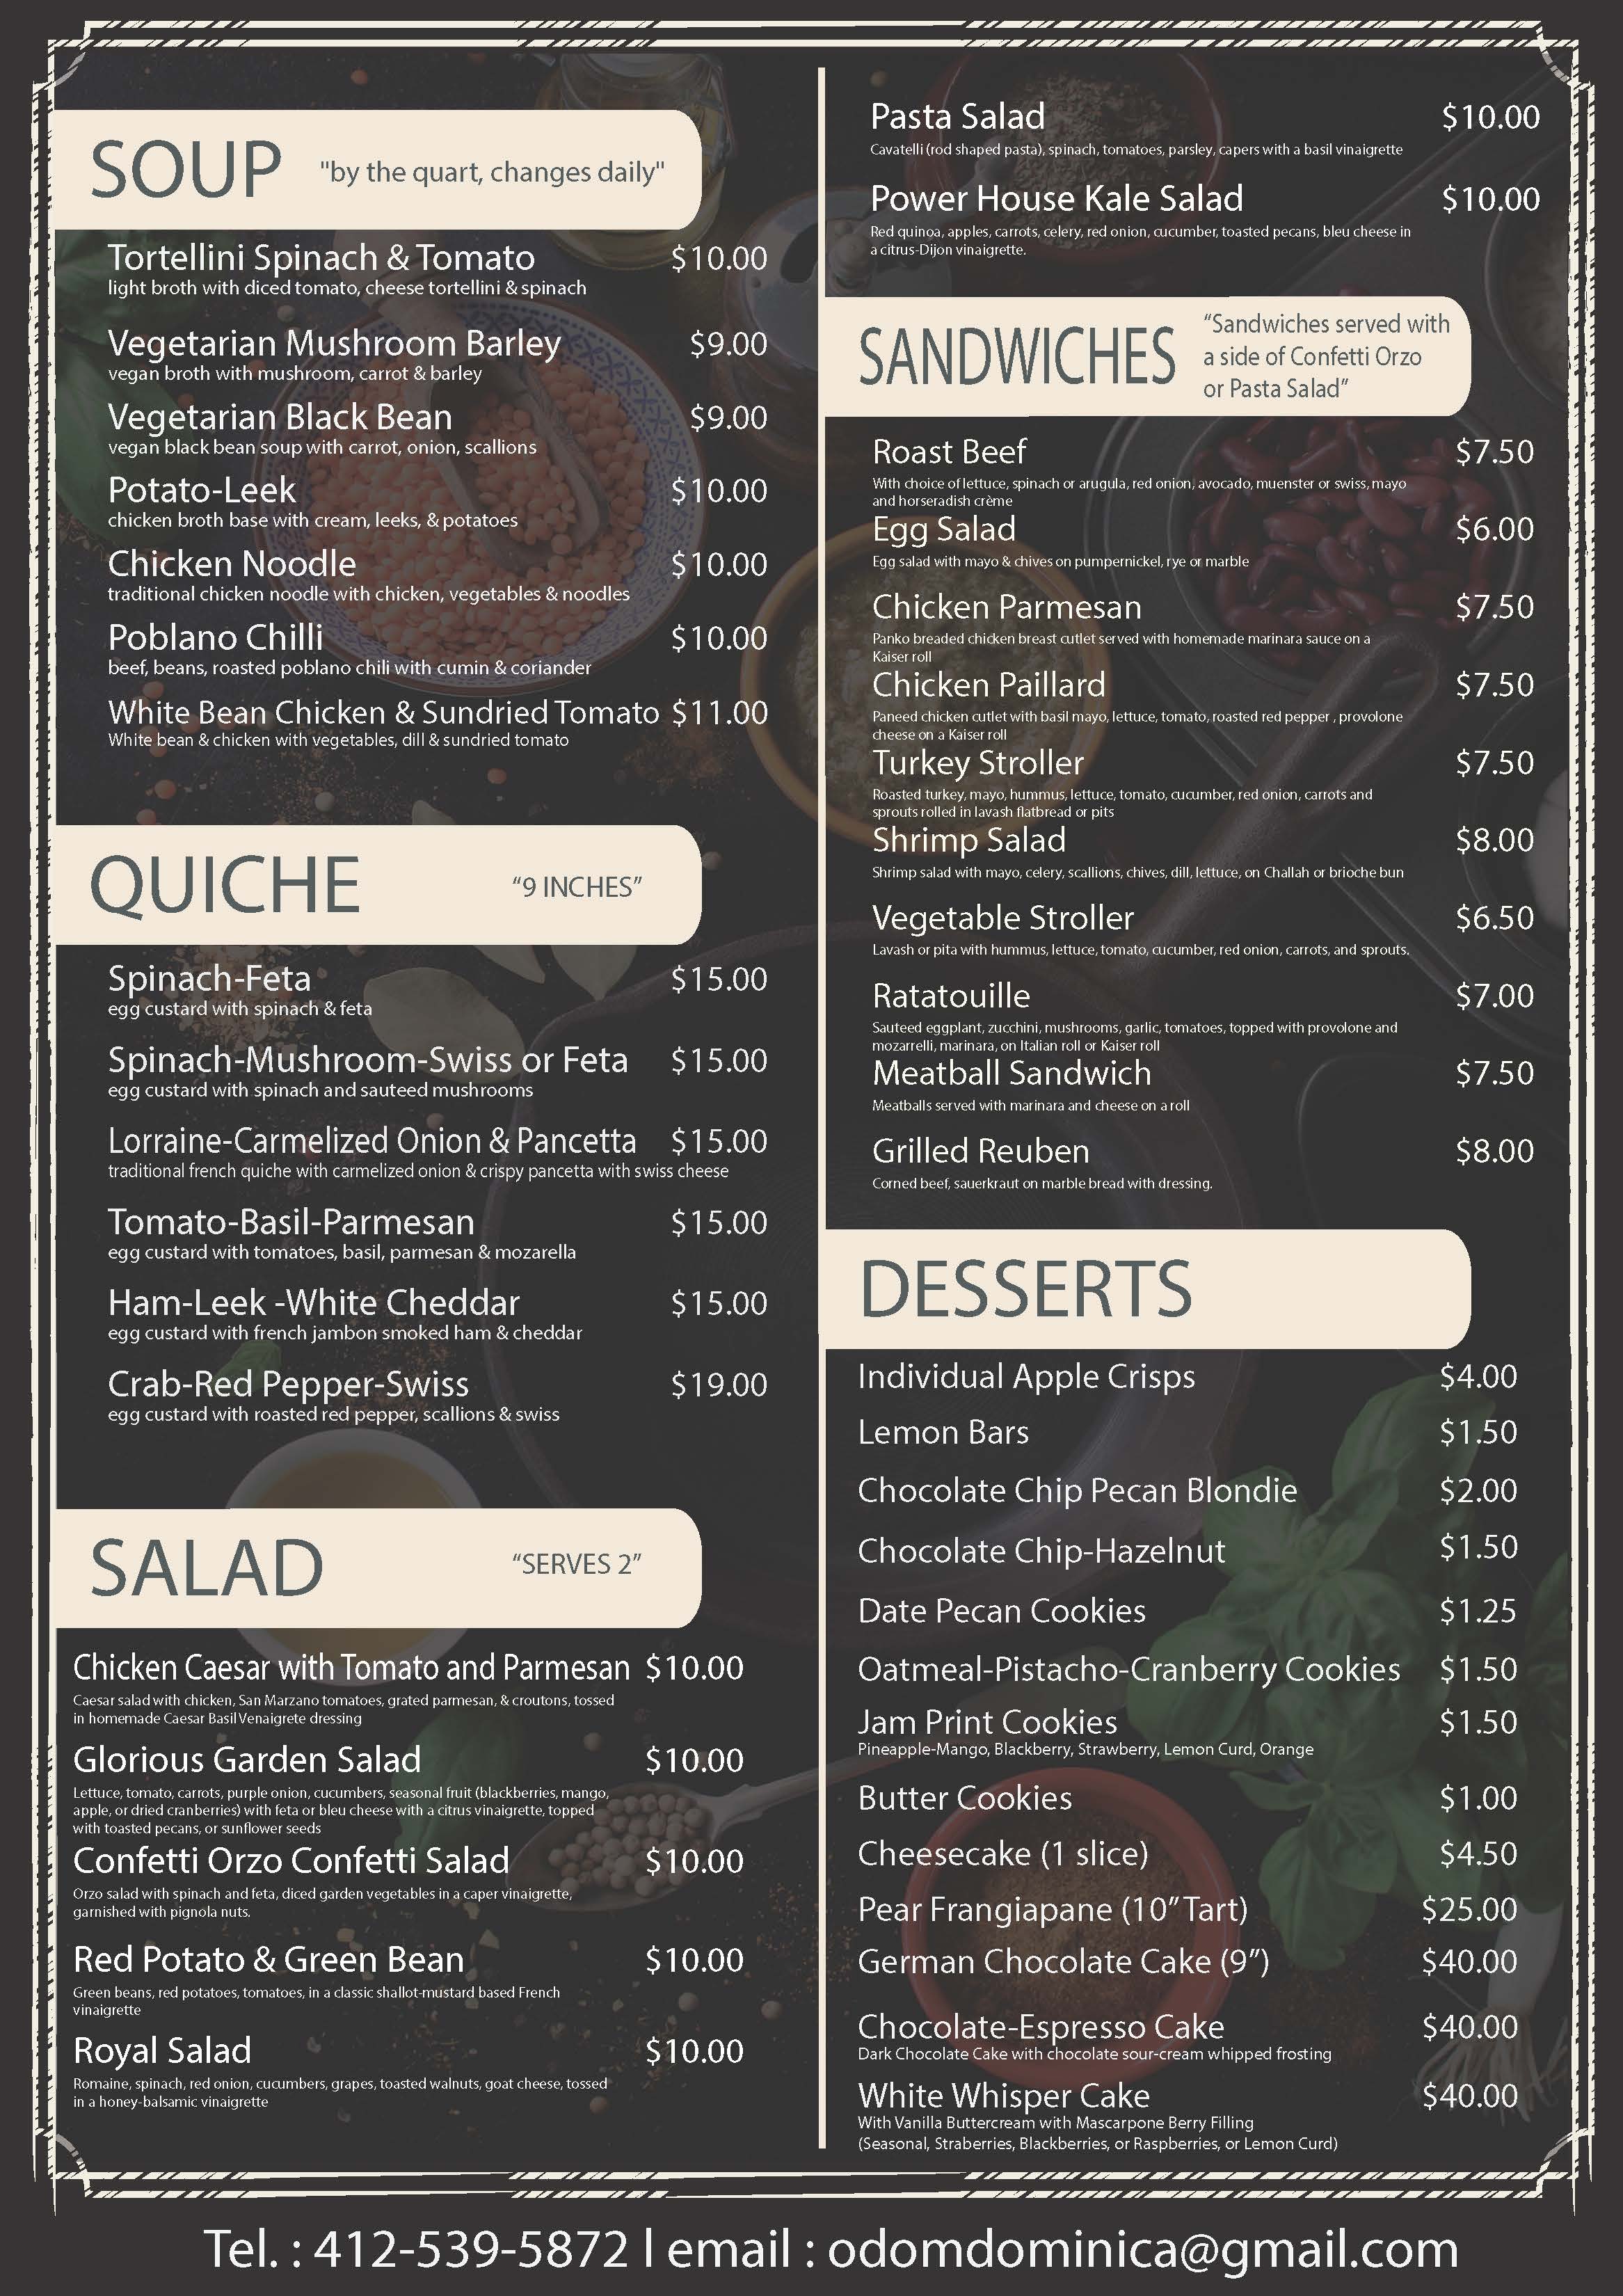 SOUP "by the quart, changes daily"
Tortellini Spinach & Tomato $10.00
light broth with diced tomato, cheese tortellini & spinach
Vegetarian Mushroom Barley $9.00
vegan broth with mushroom, carrot & barley
Vegetarian Black Bean $9.00
vegan black bean soup with carrot, onion, scallions
Potato-Leek $10.00
chicken broth base with cream, leeks, & potatoes
Chicken Noodle $10.00
traditional chicken noodle with chicken, vegetables & noodles
Poblano Chilli $10.00
beef, beans, roasted poblano chili with cumin & coriander
White Bean Chicken & Sundried Tomato $11.00
White bean & chicken with vegetables, dill & sundried tomato
QUICHE “9 INCHES”
Spinach-Feta $15.00
egg custard with spinach & feta
Spinach-Mushroom-Swiss or Feta $15.00
egg custard with spinach and sauteed mushrooms
Lorraine-Carmelized Onion & Pancetta $15.00
traditional french quiche with carmelized onion & crispy pancetta with swiss cheese
Tomato-Basil-Parmesan $15.00
egg custard with tomatoes, basil, parmesan & mozarella
Ham-Leek -White Cheddar $15.00
egg custard with french jambon smoked ham & cheddar
Crab-Red Pepper-Swiss $19.00
egg custard with roasted red pepper, scallions & swiss
SALAD “SERVES 2”
Chicken Caesar with Tomato and Parmesan $10.00
Caesar salad with chicken, San Marzano tomatoes, grated parmesan, & croutons, tossed
in homemade Caesar Basil Venaigrete dressing
Glorious Garden Salad $10.00
Lettuce, tomato, carrots, purple onion, cucumbers, seasonal fruit (blackberries, mango,
apple, or dried cranberries) with feta or bleu cheese with a citrus vinaigrette, topped
with toasted pecans, or sunflower seeds
Confetti Orzo Confetti Salad $10.00
Orzo salad with spinach and feta, diced garden vegetables in a caper vinaigrette,
garnished with pignola nuts.
Red Potato & Green Bean $10.00
Green beans, red potatoes, tomatoes, in a classic shallot-mustard based French
vinaigrette
Royal Salad $10.00
Romaine, spinach, red onion, cucumbers, grapes, toasted walnuts, goat cheese, tossed
in a honey-balsamic vinaigrette
Pasta Salad $10.00
Cavatelli (rod shaped pasta), spinach, tomatoes, parsley, capers with a basil vinaigrette
Power House Kale Salad $10.00
Red quinoa, apples, carrots, celery, red onion, cucumber, toasted pecans, bleu cheese in
a citrus-Dijon vinaigrette.
SANDWICHES “Sandwiches served with
a side of Confetti Orzo
or Pasta Salad”
Roast Beef $7.50
With choice of lettuce, spinach or arugula, red onion, avocado, muenster or swiss, mayo
and horseradish crème
Egg Salad $6.00
Egg salad with mayo & chives on pumpernickel, rye or marble
Chicken Parmesan $7.50
Panko breaded chicken breast cutlet served with homemade marinara sauce on a
Kaiser roll
Chicken Paillard $7.50
Paneed chicken cutlet with basil mayo, lettuce, tomato, roasted red pepper , provolone
cheese on a Kaiser roll
Turkey Stroller $7.50
Roasted turkey, mayo, hummus, lettuce, tomato, cucumber, red onion, carrots and
sprouts rolled in lavash flatbread or pits
Shrimp Salad $8.00
Shrimp salad with mayo, celery, scallions, chives, dill, lettuce, on Challah or brioche bun
Vegetable Stroller $6.50
Lavash or pita with hummus, lettuce, tomato, cucumber, red onion, carrots, and sprouts.
Ratatouille $7.00
Sauteed eggplant, zucchini, mushrooms, garlic, tomatoes, topped with provolone and
mozarrelli, marinara, on Italian roll or Kaiser roll
Meatball Sandwich $7.50
Meatballs served with marinara and cheese on a roll
Grilled Reuben $8.00
Corned beef, sauerkraut on marble bread with dressing.
DESSERTS
Individual Apple Crisps $4.00
Lemon Bars $1.50
Chocolate Chip Pecan Blondie $2.00
Chocolate Chip-Hazelnut $1.50
Date Pecan Cookies $1.25
Oatmeal-Pistacho-Cranberry Cookies $1.50
Jam Print Cookies $1.50
Pineapple-Mango, Blackberry, Strawberry, Lemon Curd, Orange
Butter Cookies $1.00
Cheesecake (1 slice) $4.50
Pear Frangiapane (10” Tart) $25.00
German Chocolate Cake (9”) $40.00
Chocolate-Espresso Cake $40.00
Dark Chocolate Cake with chocolate sour-cream whipped frosting
White Whisper Cake $40.00
With Vanilla Buttercream with Mascarpone Berry Filling
(Seasonal, Straberries, Blackberries, or Raspberries, or Lemon Curd)
Tel. : 412-539-5872 l email : odomdominica@gmail.com